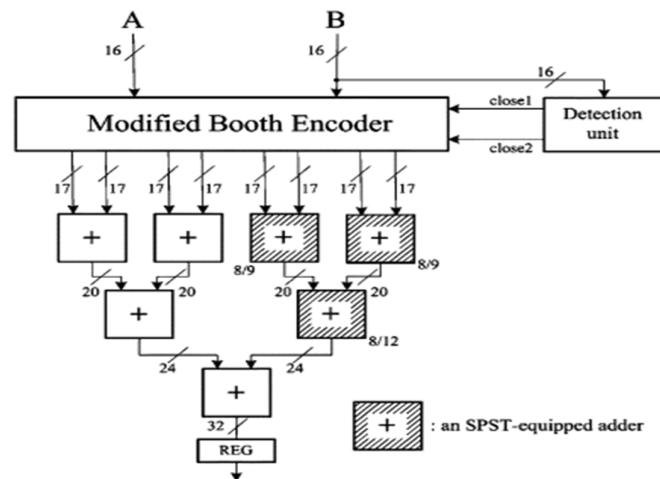 A B
16 16 16
Modified Booth Encoder
close1
close2
Detection
unit
17 17 17 17 17 17 17 17
+ + + +
8/9 8/9
20 20 20 20
+ +
8/12
24 24
+
32
REG
+ : an SPST-equipped adder